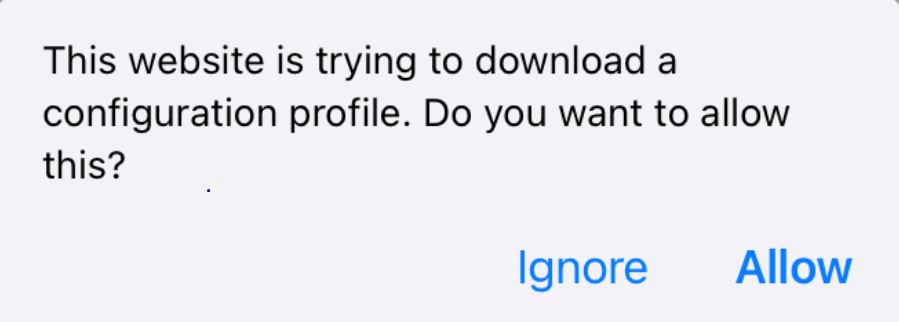 This website is trying to download a
configuration profile. Do you want to allow
this?
Ignore Allow